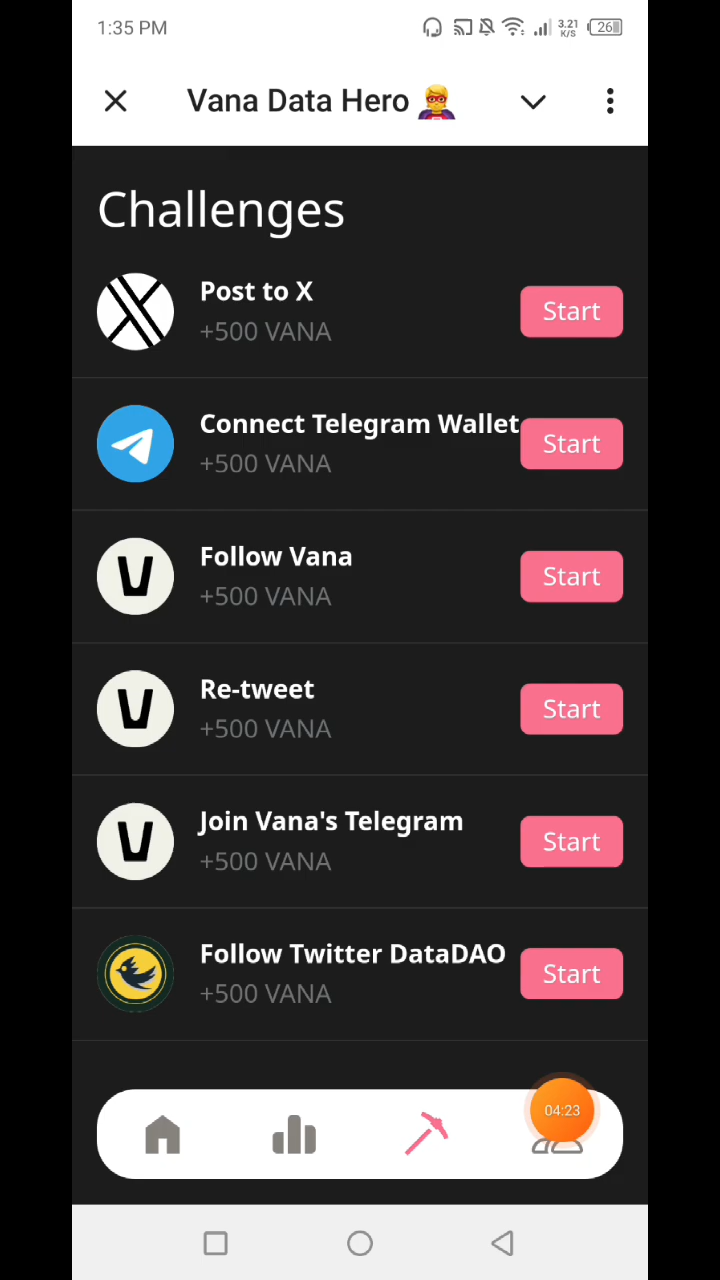 1:35 PM
3.21
K/S
26
Vana Data Hero
Challenges
Post to X
+500 VANA
Start
Connect Telegram Wallet
+500 VANA
Start
Follow Vana
+500 VANA
Start
Re-tweet
+500 VANA
Start
Join Vana's Telegram
+500 VANA
Start
Follow Twitter DataDAO
+500 VANA
Start
04:23